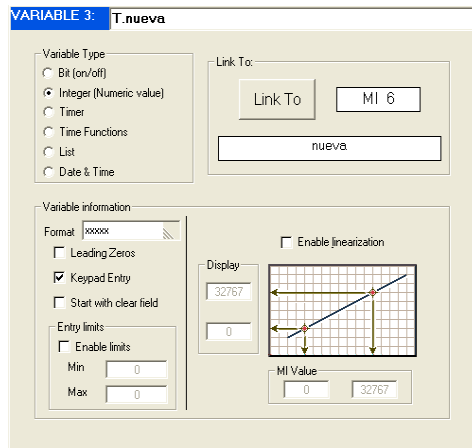 VARIABLE 3: T.nueva
Variable Type
Bit (on/off)
Integer (Numeric value)
Timer
Time Functions
List
Date & Time
Link To:
Link To MI 6
nueva
Variable information
Format xxxxx
Leading Zeros
Keypad Entry
Start with clear field
Entry limits
Enable limits
Min 0
Max 0
Enable linearization
Display
32767
0
MI Value
0 32767